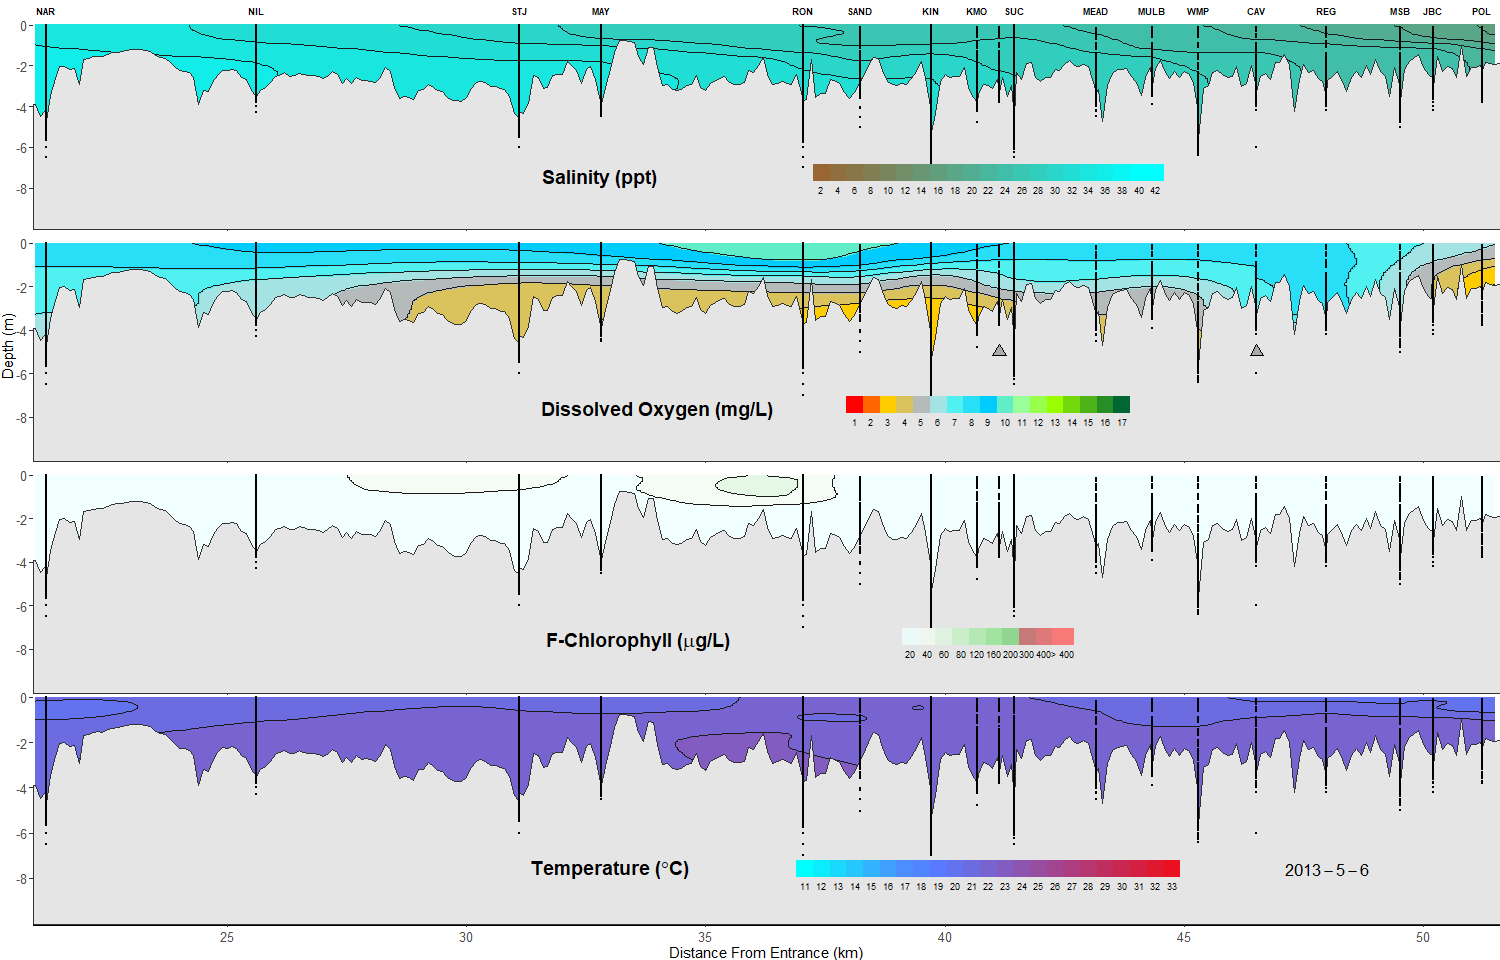 NAR NIL STJ MAY RON SAND KIN KMO SUC MEAD MULB WMP CAV REG MSB JBC POL
0
-2
-4
-6
-8
Salinity (ppt)
2 4 6 8 10 12 14 16 18 20 22 24 26 28 30 32 34 36 38 40 42
0
-2
-4
-6
-8
Depth (m)
Dissolved Oxygen (mg/L)
1 2 3 4 5 6 7 8 9 10 11 12 13 14 15 16 17
0
-2
-4
-6
-8
F-Chlorophyll (μg/L)
20 40 60 80 120 160 200 300 400> 400
0
-2
-4
-6
-8
Temperature (°C)
11 12 13 14 15 16 17 18 19 20 21 22 23 24 25 26 27 28 29 30 31 32 33
2013−5−6
25 30 35 40 45 50
Distance From Entrance (km)